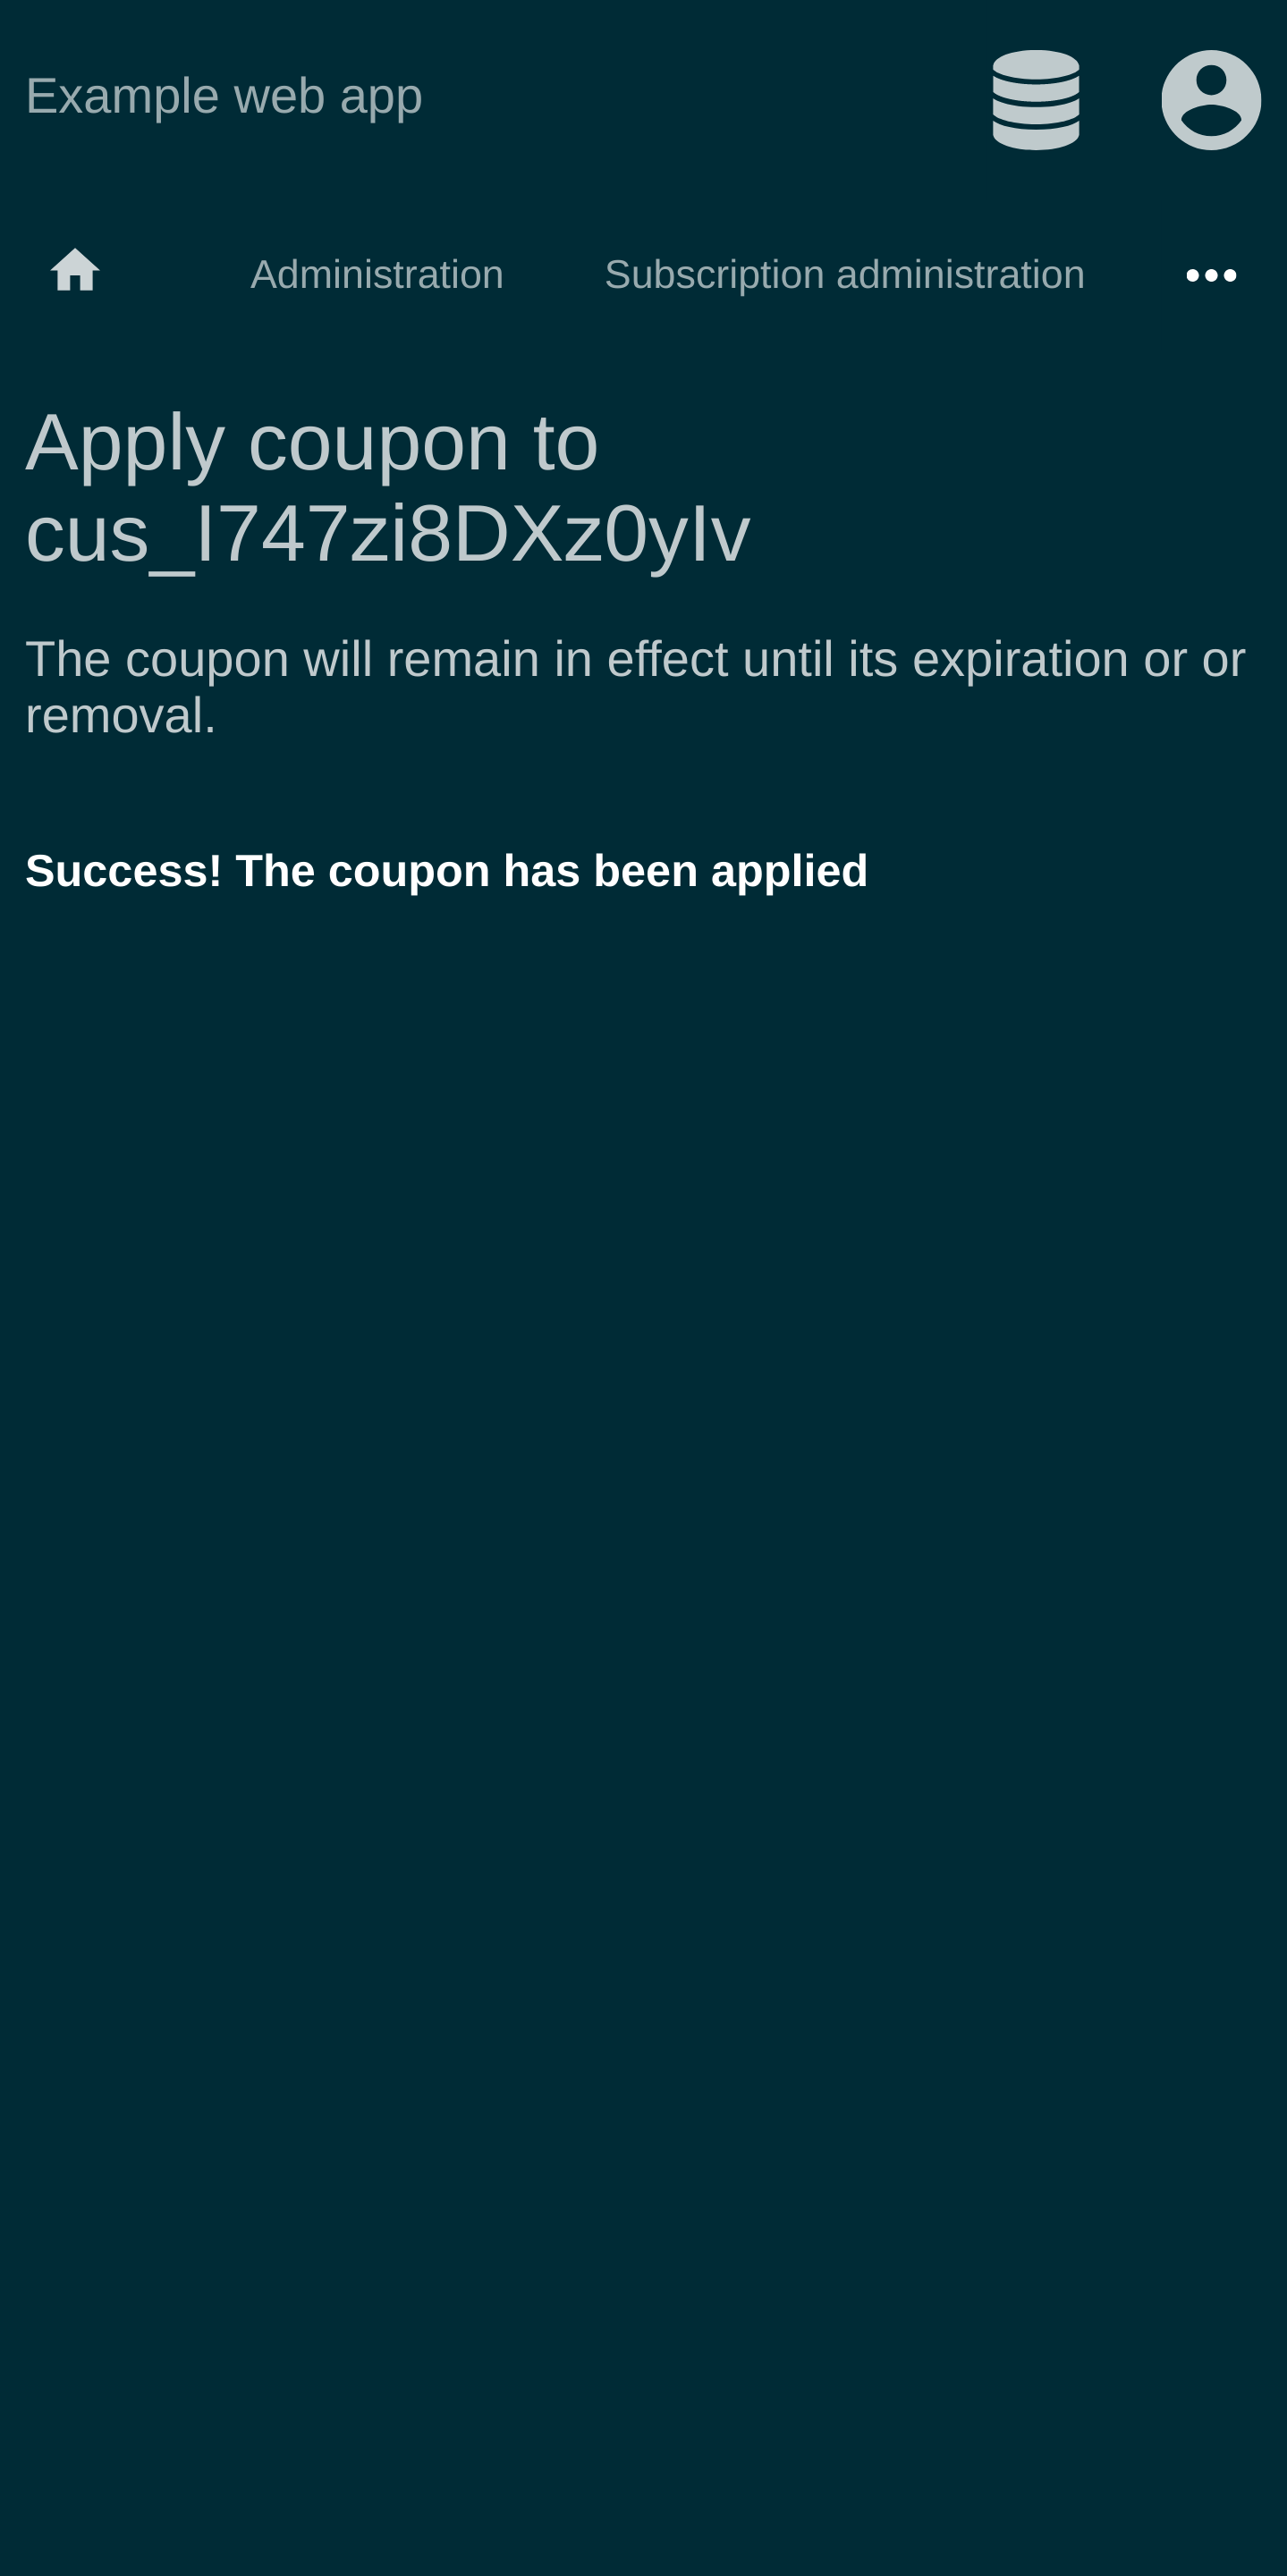 Example web app
Administration Subscription administration
Apply coupon to
cus_I747zi8DXz0yIv
The coupon will remain in effect until its expiration or or
removal.
Success! The coupon has been applied